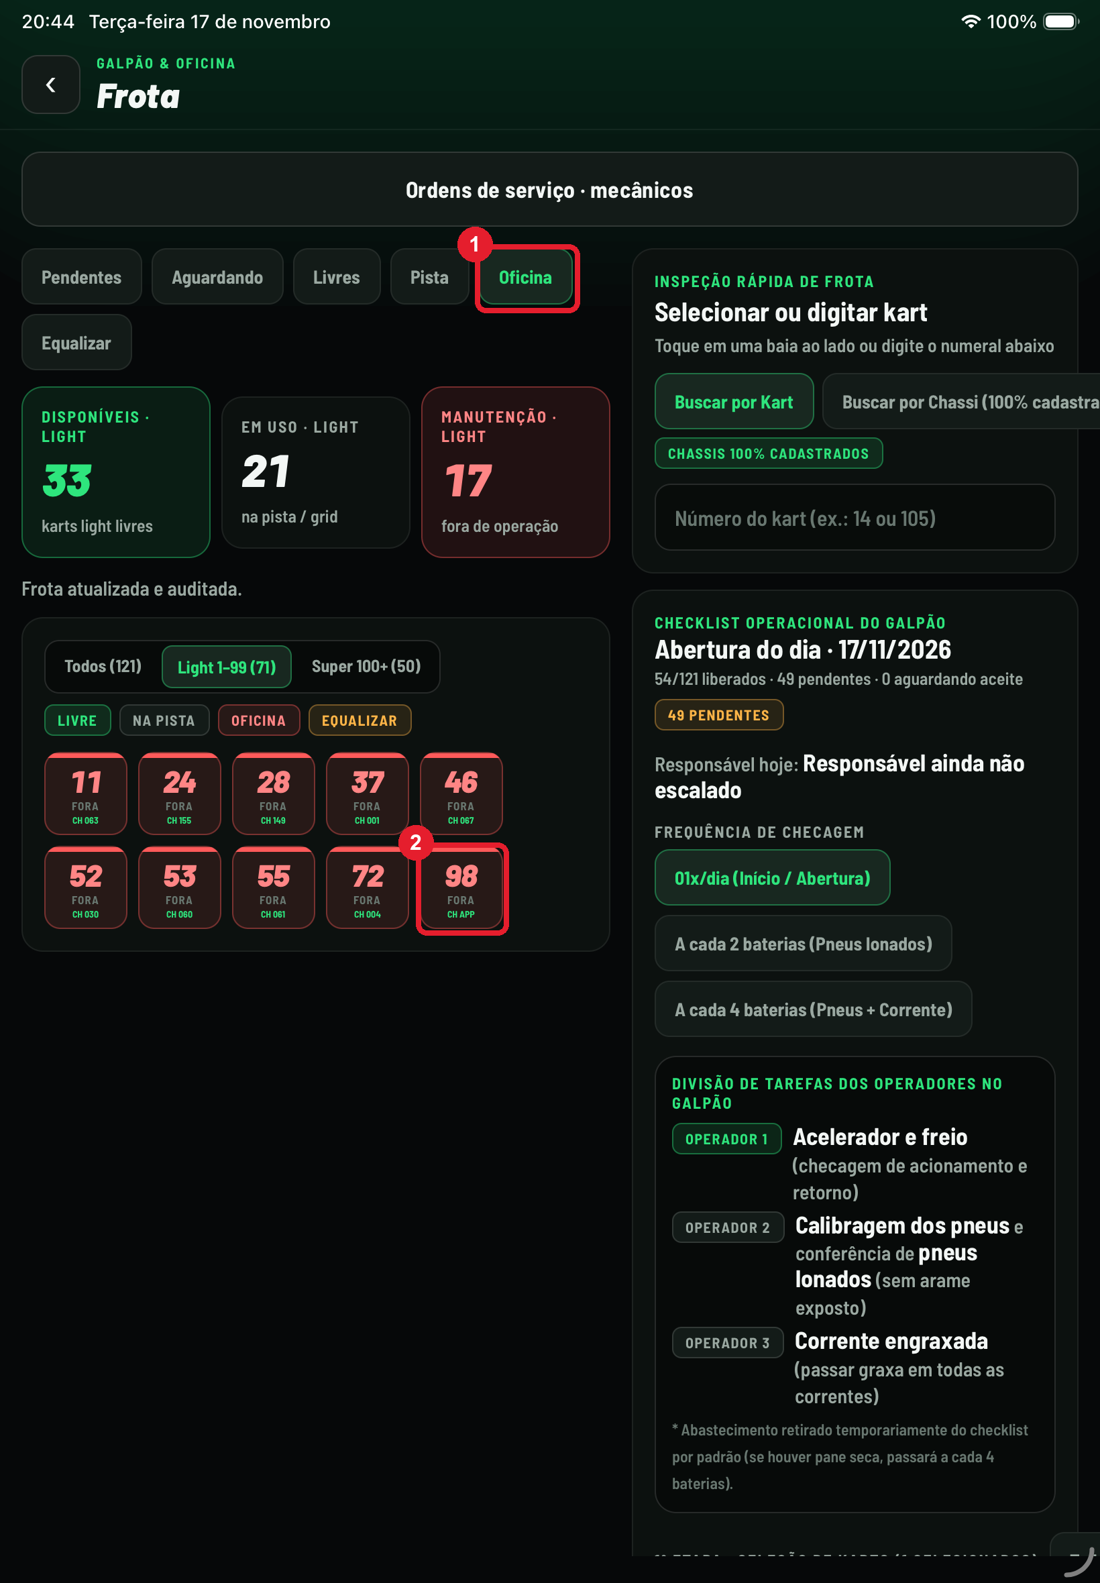 20:44 Terça-feira 17 de novembro
100%
GALPÃO & OFICINA
Frota
Ordens de serviço · mecânicos
1
Pendentes
Aguardando
Livres
Pista
Oficina
Equalizar
DISPONÍVEIS ·
LIGHT
33
karts light livres
EM USO · LIGHT
21
na pista / grid
MANUTENÇÃO ·
LIGHT
17
fora de operação
Frota atualizada e auditada.
Todos (121)
Light 1–99 (71)
Super 100+ (50)
LIVRE
NA PISTA
OFICINA
EQUALIZAR
11
FORA
CH 063
24
FORA
CH 155
28
FORA
CH 149
37
FORA
CH 001
46
FORA
CH 067
2
52
FORA
CH 030
53
FORA
CH 060
55
FORA
CH 061
72
FORA
CH 004
98
FORA
CH APP
INSPEÇÃO RÁPIDA DE FROTA
Selecionar ou digitar kart
Toque em uma baia ao lado ou digite o numeral abaixo
Buscar por Kart
Buscar por Chassi (100% cadastra
CHASSIS 100% CADASTRADOS
Número do kart (ex.: 14 ou 105)
CHECKLIST OPERACIONAL DO GALPÃO
Abertura do dia · 17/11/2026
54/121 liberados · 49 pendentes · 0 aguardando aceite
49 PENDENTES
Responsável hoje: Responsável ainda não
escalado
FREQUÊNCIA DE CHECAGEM
01x/dia (Início / Abertura)
A cada 2 baterias (Pneus lonados)
A cada 4 baterias (Pneus + Corrente)
DIVISÃO DE TAREFAS DOS OPERADORES NO
GALPÃO
OPERADOR 1
Acelerador e freio
(checagem de acionamento e
retorno)
OPERADOR 2
Calibragem dos pneus e
conferência de pneus
lonados (sem arame
exposto)
OPERADOR 3
Corrente engraxada
(passar graxa em todas as
correntes)
* Abastecimento retirado temporariamente do checklist
por padrão (se houver pane seca, passará a cada 4
baterias).